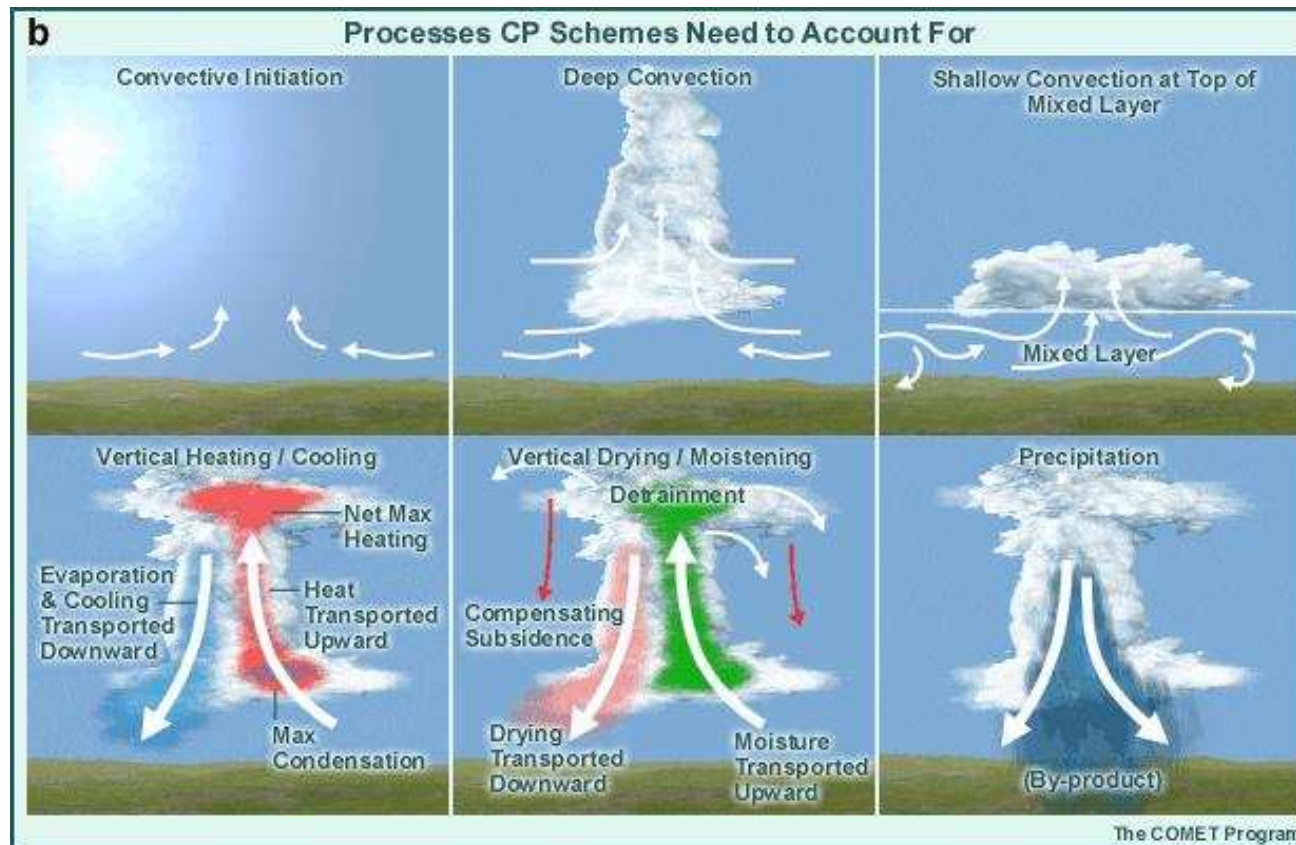 b
Processes CP Schemes Need to Account For
Convective Initiation
Deep Convection
Shallow Convection at Top of
Mixed Layer
Mixed Layer
Vertical Heating / Cooling
Net Max
Heating
Evaporation
& Cooling
Transported
Downward
Heat
Transported
Upward
Max
Condensation
Vertical Drying / Moistening
Detrainment
Compensating
Subsidence
Drying
Transported
Downward
Moisture
Transported
Upward
Precipitation
(By-product)
The COMET Program